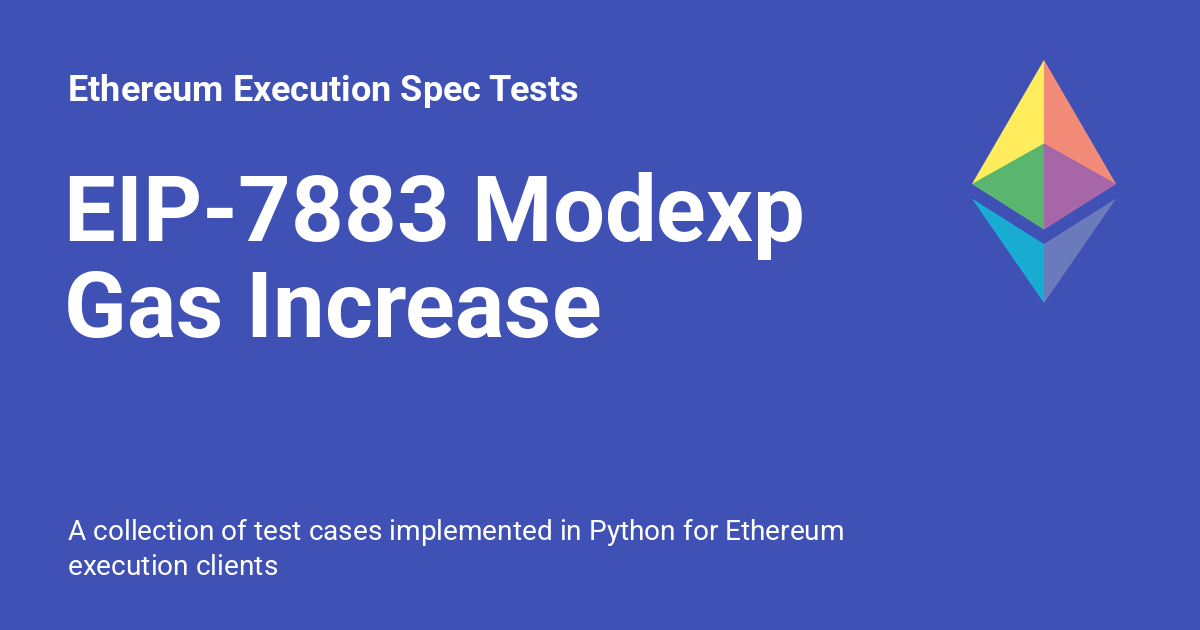 Ethereum Execution Spec Tests
EIP-7883 Modexp
Gas Increase
A collection of test cases implemented in Python for Ethereum
execution clients